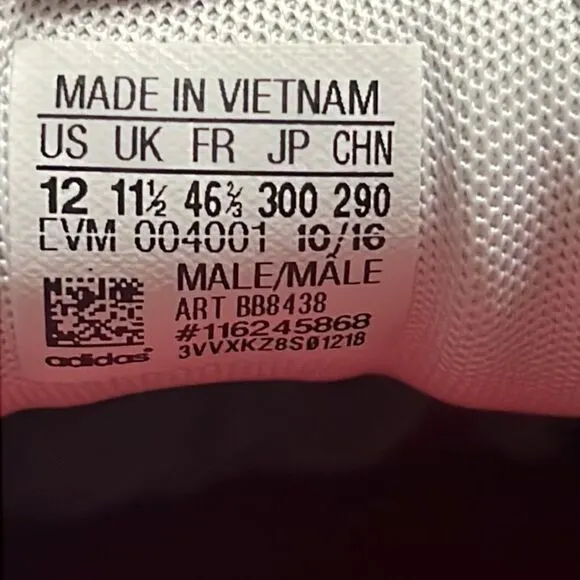 MADE IN VIETNAM
US UK FR JP CHN
12 11½ 46⅔ 300 290
EVM 004001 10/16
MALE/MÂLE
ART BB8438
#116245868
3VVXKZ8S01218
adidas